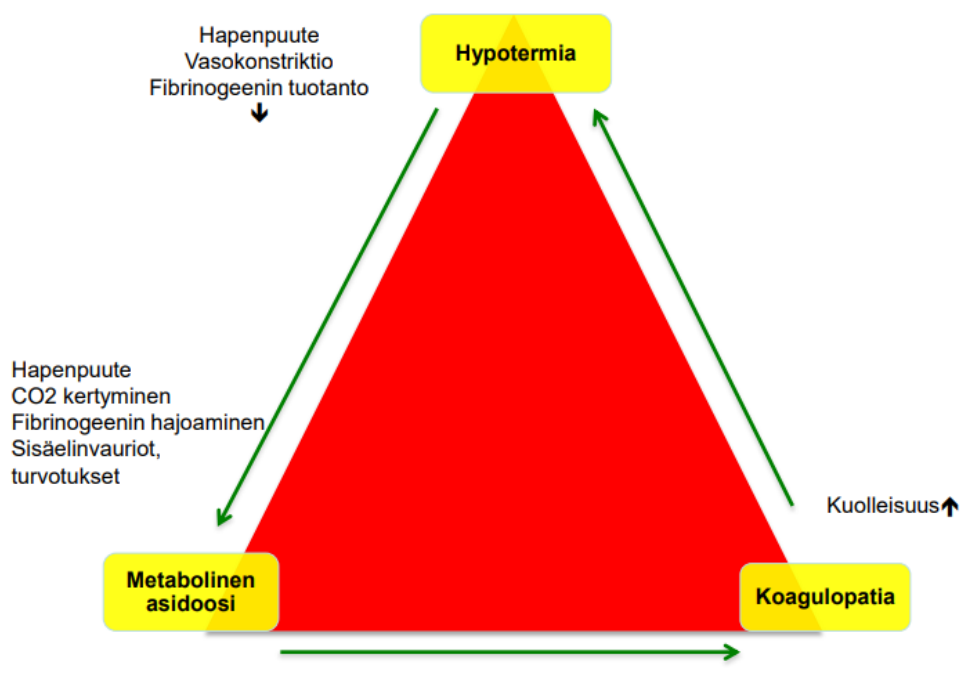 Hapenpuute
Vasokonstriktio
Fibrinogeenin tuotanto
🡻
Hypotermia
Hapenpuute
CO2 kertyminen
Fibrinogeenin hajoaminen
Sisäelinvauriot,
turvotukset
Kuolleisuus🡹
Metabolinen
asidoosi
Koagulopatia